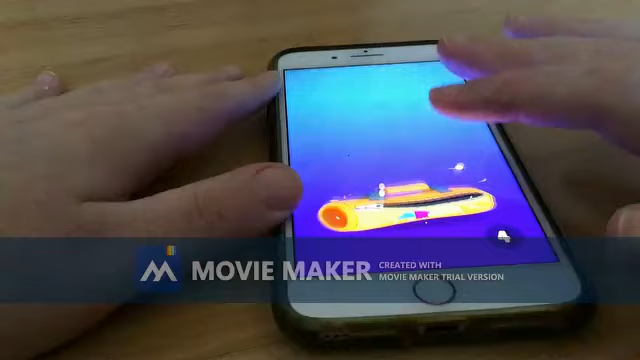 MOVIE MAKER
CREATED WITH
MOVIE MAKER TRIAL VERSION